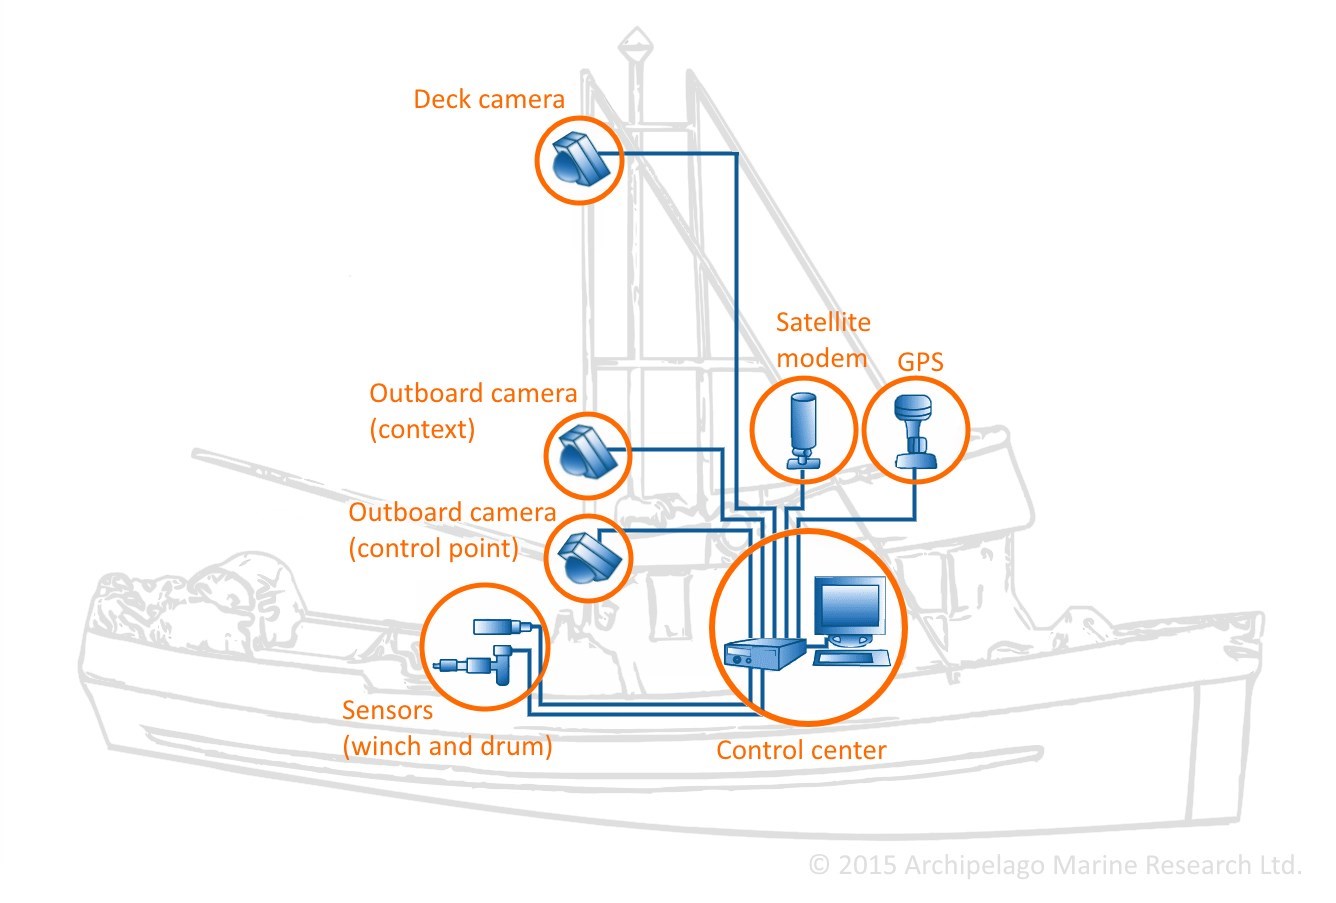 Deck camera
Satellite
modem
GPS
Outboard camera
(context)
Outboard camera
(control point)
Sensors
(winch and drum)
Control center
© 2015 Archipelago Marine Research Ltd.